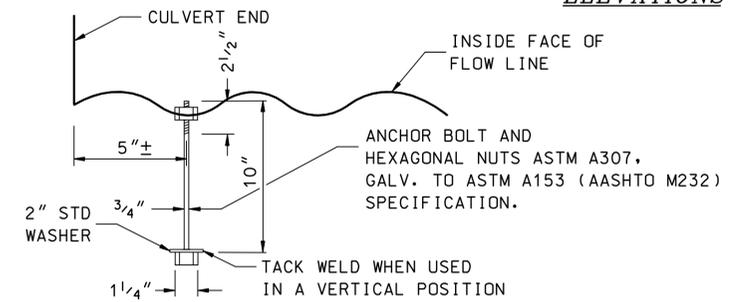 CULVERT END
2 1/2"
INSIDE FACE OF
FLOW LINE
5"±
10"
ANCHOR BOLT AND
HEXAGONAL NUTS ASTM A307,
GALV. TO ASTM A153 (AASHTO M232)
SPECIFICATION.
2" STD
WASHER
3/4"
TACK WELD WHEN USED
IN A VERTICAL POSITION
1 1/4"